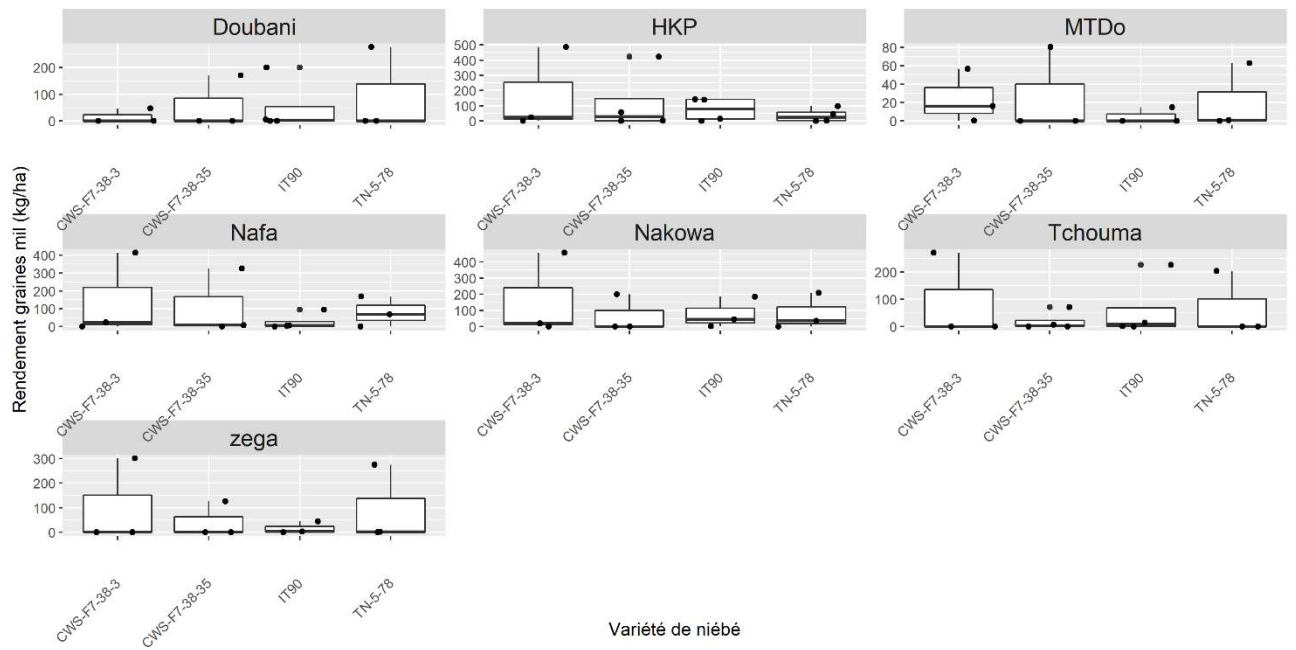 Doubani HKP MTDo
200
100
0
500
400
300
200
100
0
80
60
40
20
0
CWS-F7-38-3 CWS-F7-38-35 IT90 TN-5-78
CWS-F7-38-3 CWS-F7-38-35 IT90 TN-5-78
CWS-F7-38-3 CWS-F7-38-35 IT90 TN-5-78
Rendement graines mil (kg/ha)
Nafa Nakowa Tchouma
400
300
200
100
0
400
300
200
100
0
200
100
0
CWS-F7-38-3 CWS-F7-38-35 IT90 TN-5-78
CWS-F7-38-3 CWS-F7-38-35 IT90 TN-5-78
CWS-F7-38-3 CWS-F7-38-35 IT90 TN-5-78
zega
300
200
100
0
CWS-F7-38-3 CWS-F7-38-35 IT90 TN-5-78
Variété de niébé